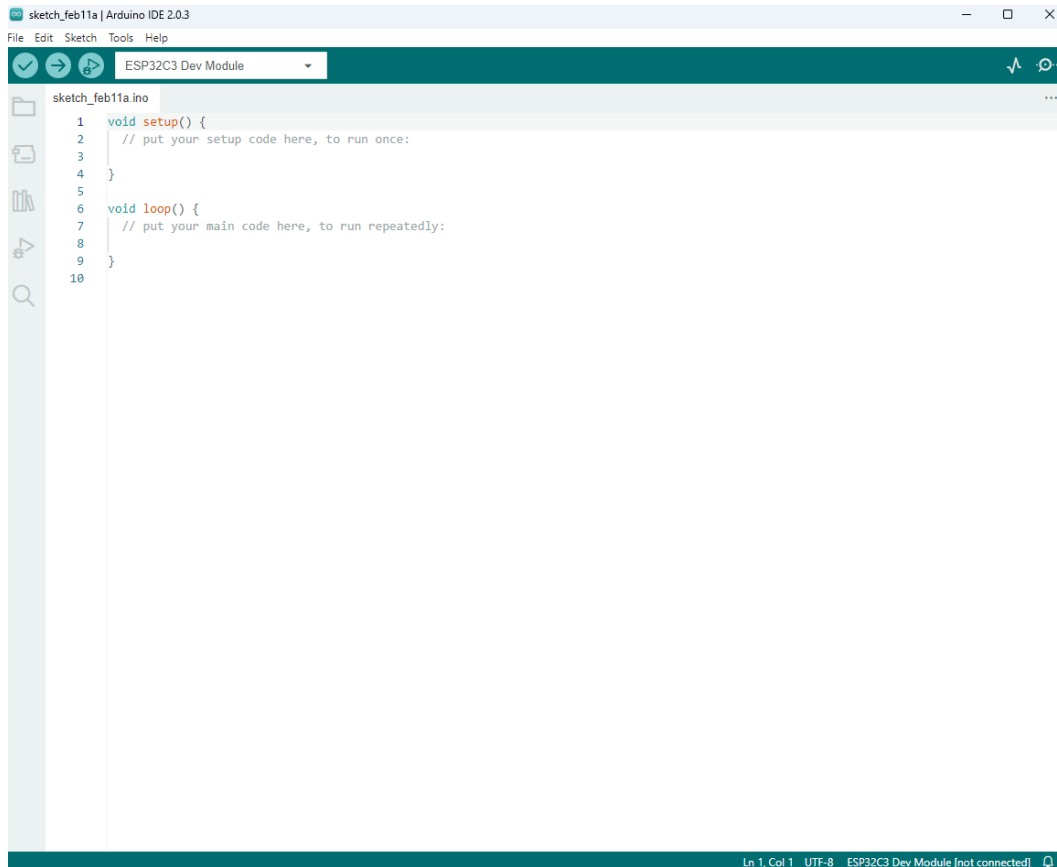 sketch_feb11a | Arduino IDE 2.0.3
File Edit Sketch Tools Help
ESP32C3 Dev Module
sketch_feb11a.ino
1 void setup() {
2 // put your setup code here, to run once:
3
4 }
5
6 void loop() {
7 // put your main code here, to run repeatedly:
8
9 }
10
Ln 1, Col 1 UTF-8 ESP32C3 Dev Module [not connected]